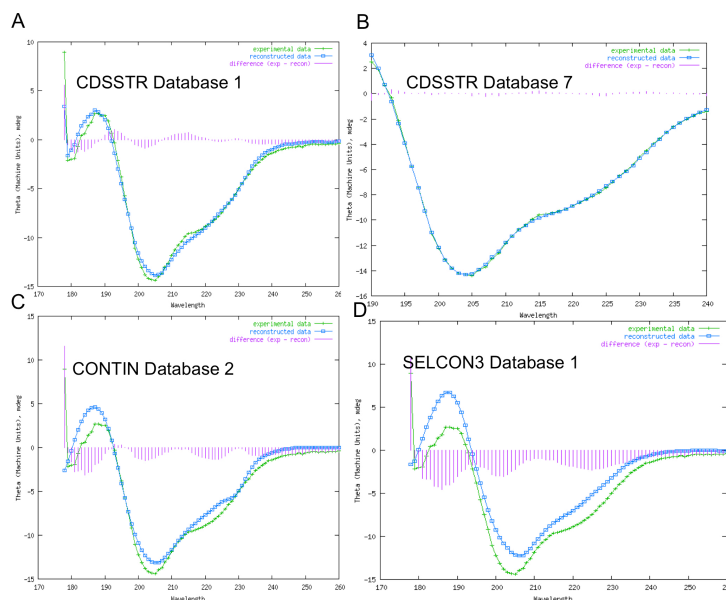 A
experimental data
reconstructed data
difference (exp - recon)
CDSSTR Database 1
Theta (Machine Units), mdeg
10
5
0
-5
-10
-15
170 180 190 200 210 220 230 240 250 260
Wavelength
B
experimental data
reconstructed data
difference (exp - recon)
CDSSTR Database 7
Theta (Machine Units), mdeg
4
2
0
-2
-4
-6
-8
-10
-12
-14
-16
190 195 200 205 210 215 220 225 230 235 240
Wavelength
C
experimental data
reconstructed data
difference (exp - recon)
CONTIN Database 2
Theta (Machine Units), mdeg
15
10
5
0
-5
-10
-15
170 180 190 200 210 220 230 240 250 260
Wavelength
D
experimental data
reconstructed data
difference (exp - recon)
SELCON3 Database 1
Theta (Machine Units), mdeg
15
10
5
0
-5
-10
-15
170 180 190 200 210 220 230 240 250 260
Wavelength